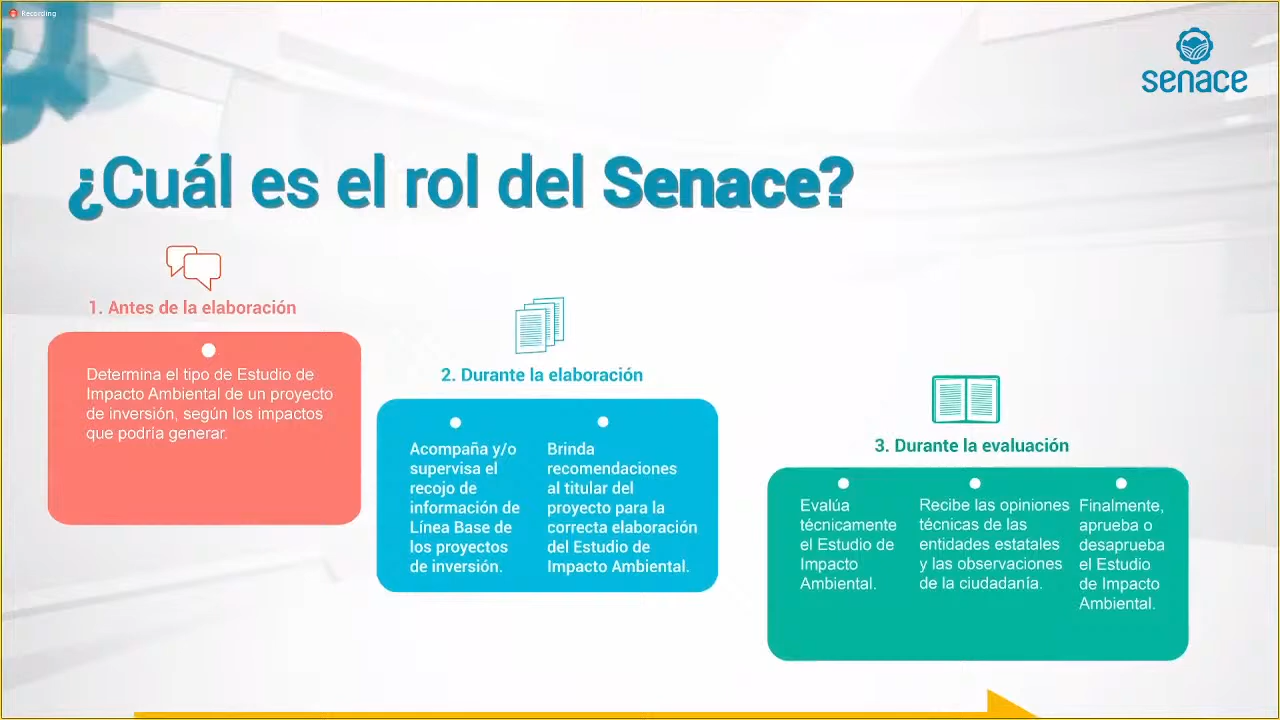 Recording
senace
¿Cuál es el rol del Senace?
1. Antes de la elaboración
Determina el tipo de Estudio de
Impacto Ambiental de un proyecto
de inversión, según los impactos
que podría generar.
2. Durante la elaboración
Acompaña y/o
supervisa el
recojo de
información de
Línea Base de
los proyectos
de inversión.
Brinda
recomendaciones
al titular del
proyecto para la
correcta elaboración
del Estudio de
Impacto Ambiental.
3. Durante la evaluación
Evalúa
técnicamente
el Estudio de
Impacto
Ambiental.
Recibe las opiniones
técnicas de las
entidades estatales
y las observaciones
de la ciudadanía.
Finalmente,
aprueba o
desaprueba
el Estudio
de Impacto
Ambiental.